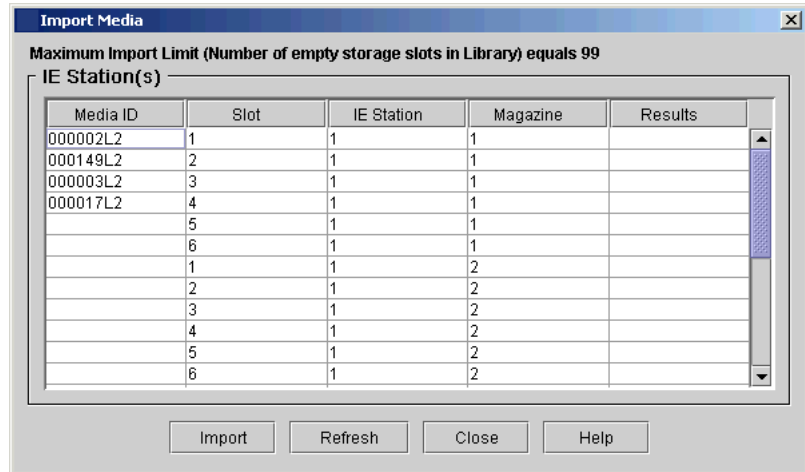 Import Media
Maximum Import Limit (Number of empty storage slots in Library) equals 99
IE Station(s)
Media ID Slot IE Station Magazine Results
000002L2 1 1 1
000149L2 2 1 1
000003L2 3 1 1
000017L2 4 1 1
5 1 1
6 1 1
1 1 2
2 1 2
3 1 2
4 1 2
5 1 2
6 1 2
Import Refresh Close Help